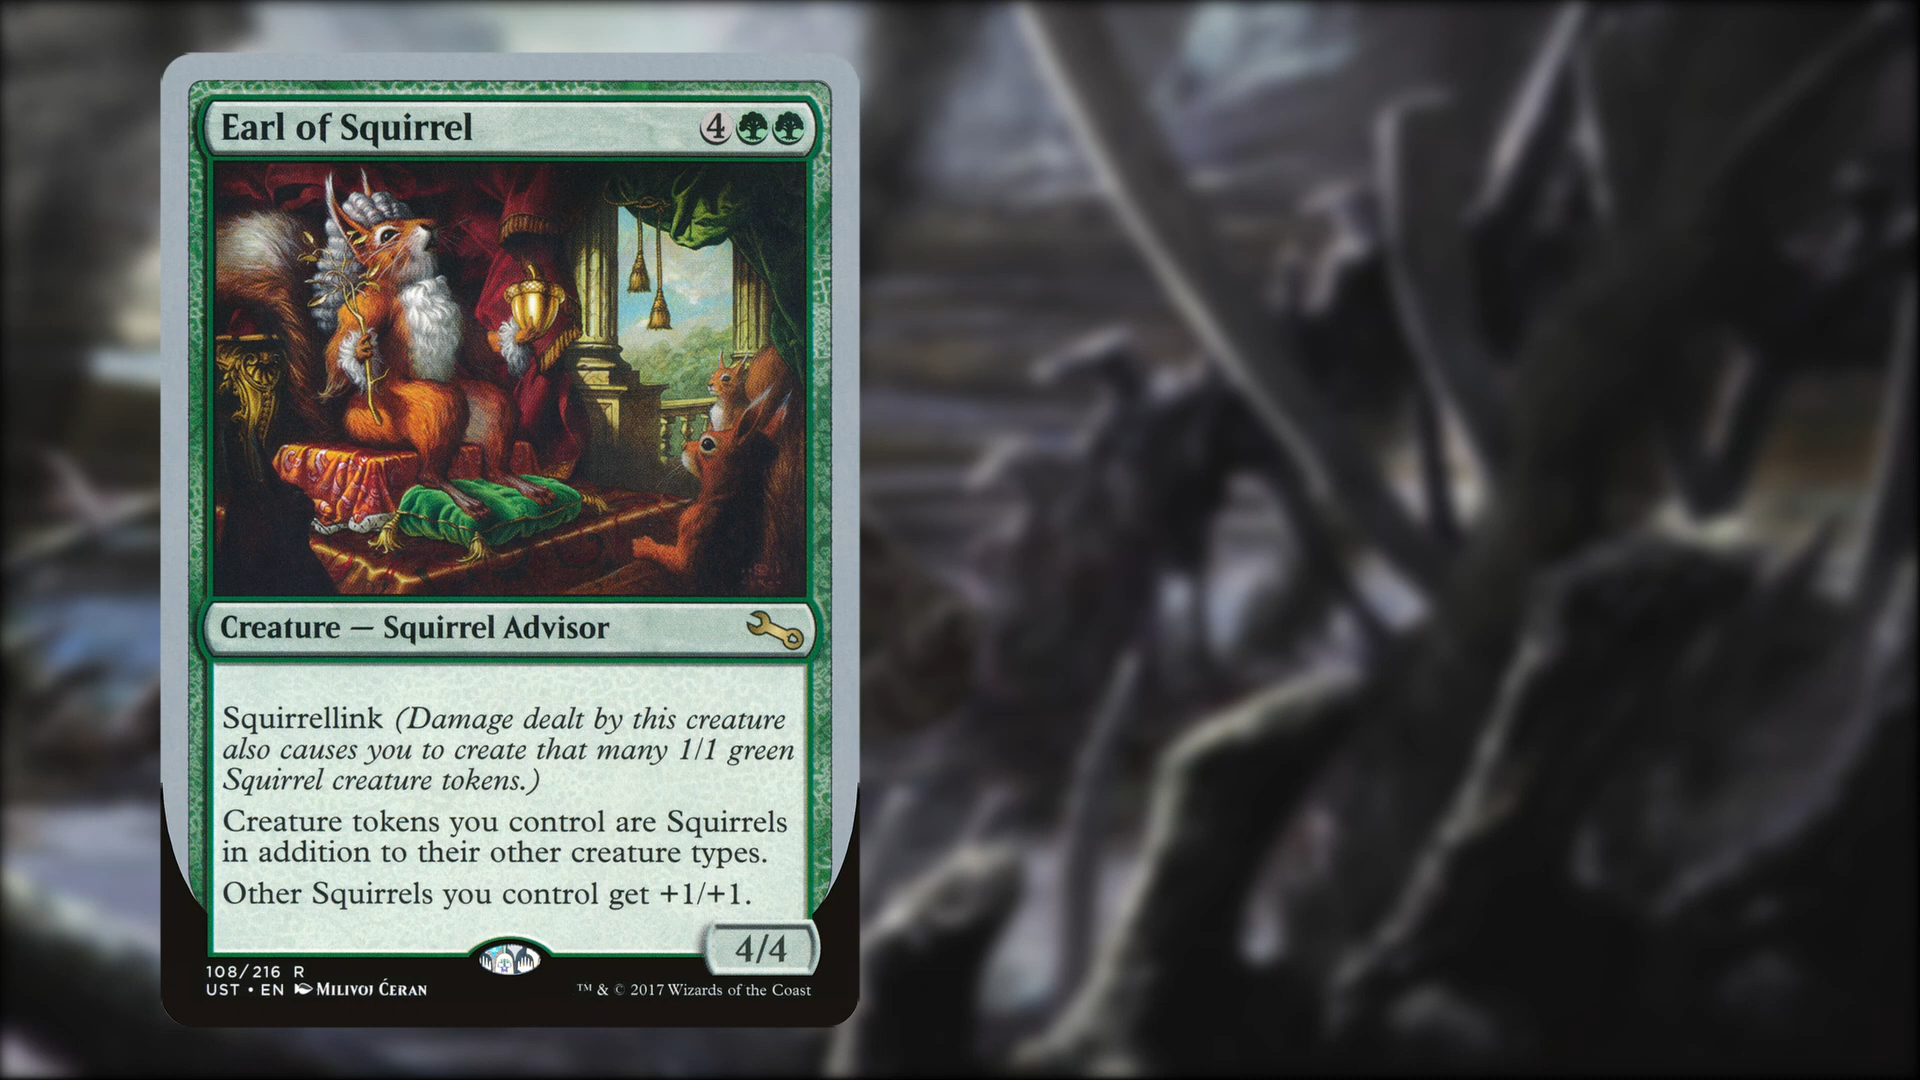 Earl of Squirrel 4
Creature — Squirrel Advisor
Squirrellink (Damage dealt by this creature
also causes you to create that many 1/1 green
Squirrel creature tokens.)
Creature tokens you control are Squirrels
in addition to their other creature types.
Other Squirrels you control get +1/+1.
4/4
108/216 R
UST • EN MILIVOJ ĆERAN
™ & © 2017 Wizards of the Coast